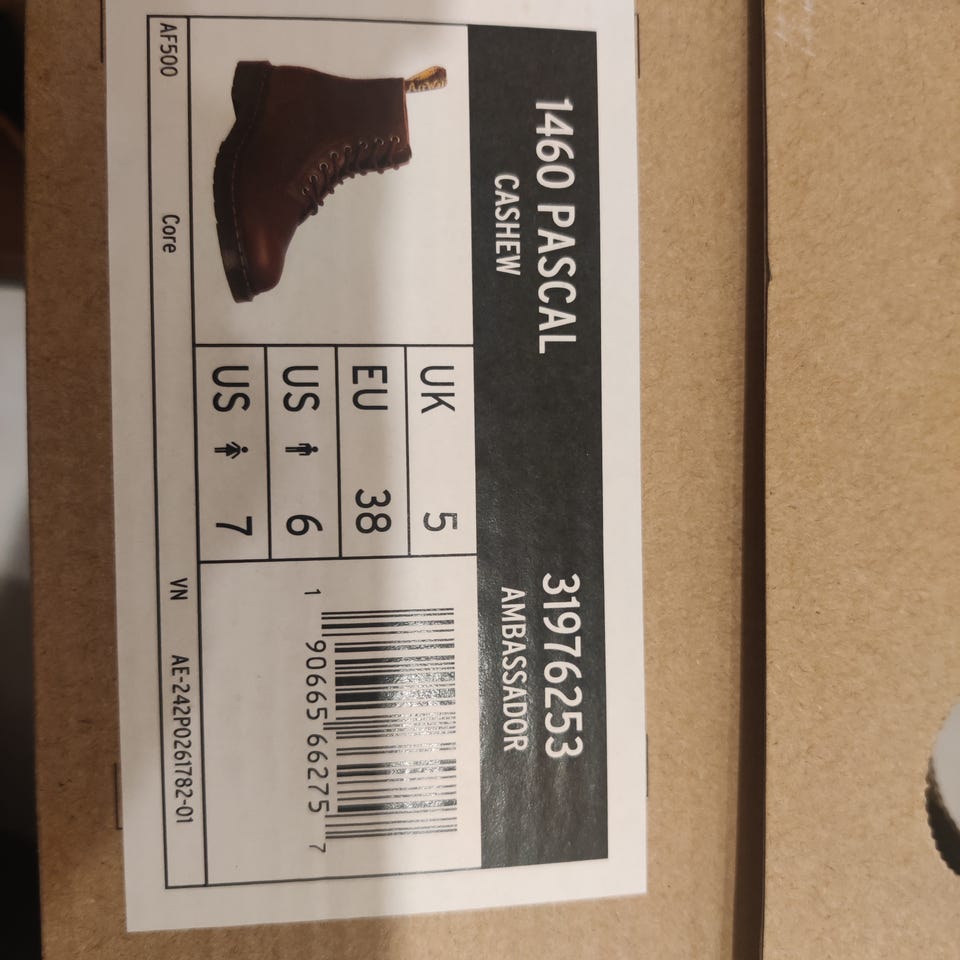 1460 PASCAL 31976253
CASHEW AMBASSADOR
AirWa
UK 5
EU 38
US 6
US 7
1 90665 66275 7
AF500 Core VN AE-242P0261782-01